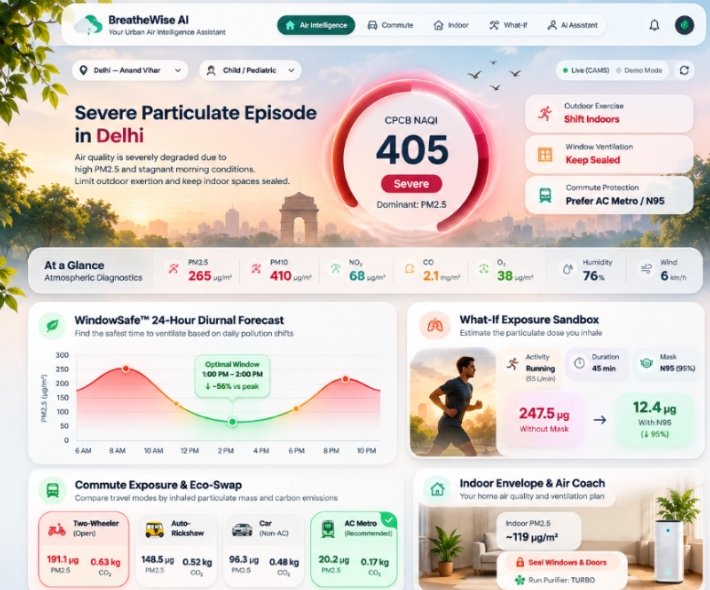 BreatheWise AI
Your Urban Air Intelligence Assistant
Air Intelligence
Commute
Indoor
What-If
AI Assistant
Delhi — Anand Vihar
Child / Pediatric
Live (CAMS)
Demo Mode
Severe Particulate Episode
in Delhi
Air quality is severely degraded due to
high PM2.5 and stagnant morning conditions.
Limit outdoor exertion and keep indoor spaces sealed.
CPCB NAQI
405
Severe
Dominant: PM2.5
Outdoor Exercise
Shift Indoors
Window Ventilation
Keep Sealed
Commute Protection
Prefer AC Metro / N95
At a Glance
Atmospheric Diagnostics
PM2.5
265 µg/m³
PM10
410 µg/m³
NO₂
68 µg/m³
CO
2.1 mg/m³
O₃
38 µg/m³
Humidity
76%
Wind
6 km/h
WindowSafe™ 24-Hour Diurnal Forecast
Find the safest time to ventilate based on daily pollution shifts
PM2.5 (µg/m³)
300
250
200
150
100
50
0
Optimal Window
1:00 PM – 2:00 PM
↓ ~56% vs peak
6 AM 8 AM 10 AM 12 PM 2 PM 4 PM 6 PM 8 PM 10 PM
What-If Exposure Sandbox
Estimate the particulate dose you inhale
Activity
Running
(55 L/min)
Duration
45 min
Mask
N95 (95%)
247.5 µg
Without Mask
→
12.4 µg
With N95
(↓ 95%)
Commute Exposure & Eco-Swap
Compare travel modes by inhaled particulate mass and carbon emissions
Two-Wheeler
(Open)
191.1 µg 0.63 kg
PM2.5 CO₂
Auto-
Rickshaw
148.5 µg 0.52 kg
PM2.5 CO₂
Car
(Non-AC)
96.3 µg 0.48 kg
PM2.5 CO₂
AC Metro
(Recommended)
20.2 µg 0.17 kg
PM2.5 CO₂
Indoor Envelope & Air Coach
Your home air quality and ventilation plan
Indoor PM2.5
~119 µg/m³
Seal Windows & Doors
Run Purifier: TURBO